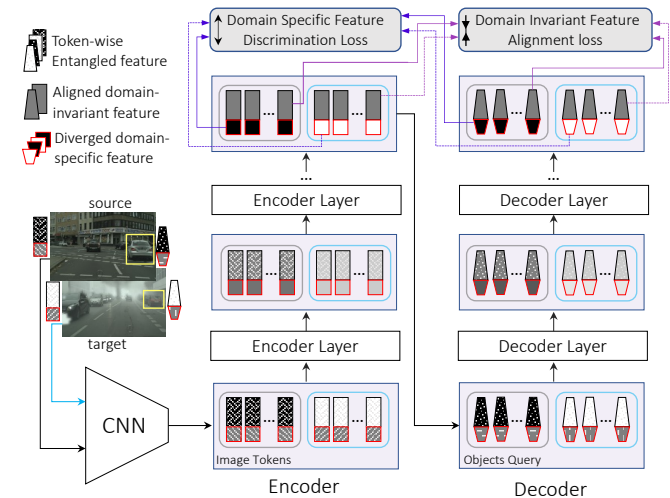 Domain Specific Feature
Discrimination Loss
Domain Invariant Feature
Alignment loss
Token-wise
Entangled feature
Aligned domain-
invariant feature
Diverged domain-
specific feature
...
...
...
...
...
...
Encoder Layer
Decoder Layer
source
...
...
...
...
target
Encoder Layer
Decoder Layer
CNN
...
...
...
...
Image Tokens
Objects Query
Encoder
Decoder